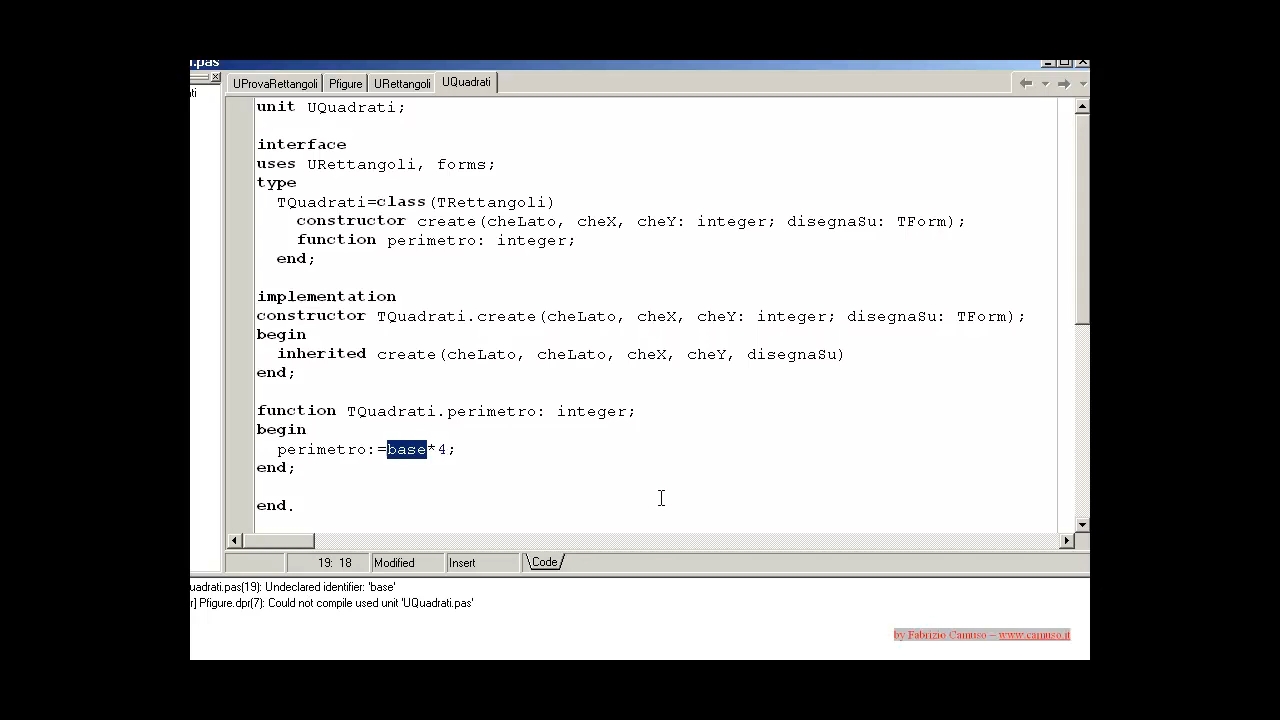 .pas
UProvaRettangoli Pfigure URettangoli UQuadrati
unit UQuadrati;
interface
uses URettangoli, forms;
type
TQuadrati=class(TRettangoli)
constructor create(cheLato, cheX, cheY: integer; disegnaSu: TForm);
function perimetro: integer;
end;
implementation
constructor TQuadrati.create(cheLato, cheX, cheY: integer; disegnaSu: TForm);
begin
inherited create(cheLato, cheLato, cheX, cheY, disegnaSu)
end;
function TQuadrati.perimetro: integer;
begin
perimetro:=base*4;
end;
end.
19: 18 Modified Insert Code
uadrati.pas(19): Undeclared identifier: 'base'
r] Pfigure.dpr(7): Could not compile used unit 'UQuadrati.pas'
by Fabrizio Camuso – www.camuso.it